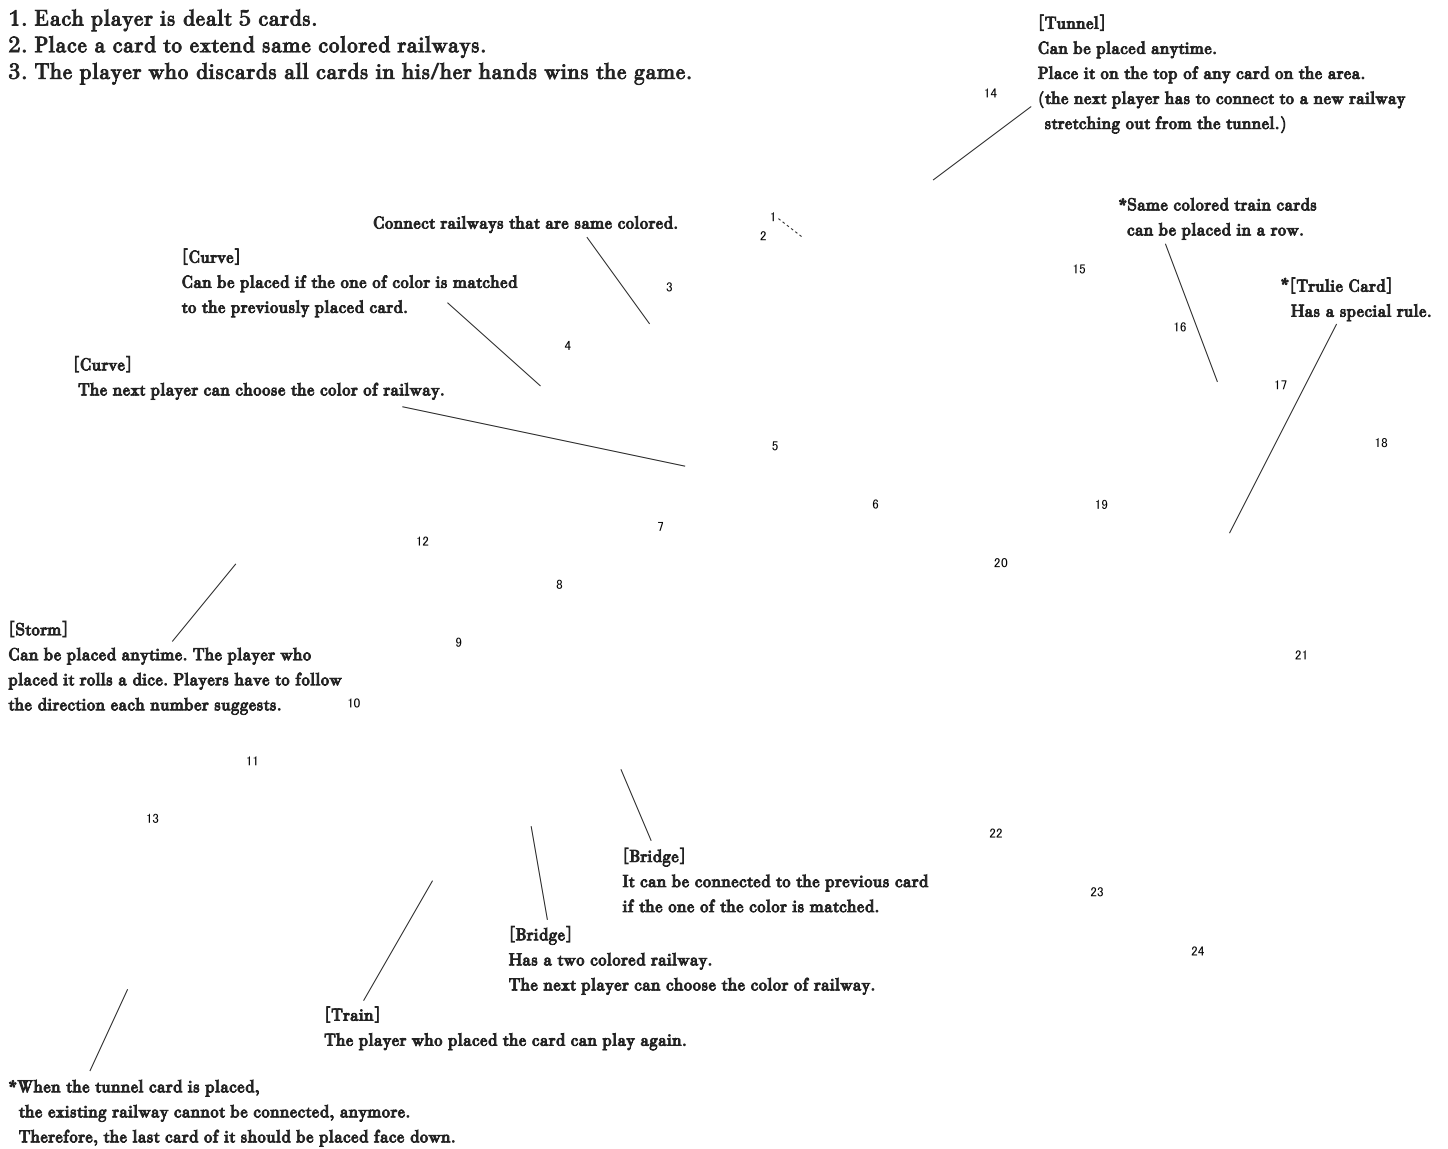 1. Each player is dealt 5 cards.
2. Place a card to extend same colored railways.
3. The player who discards all cards in his/her hands wins the game.
[Tunnel]
Can be placed anytime.
Place it on the top of any card on the area.
(the next player has to connect to a new railway
stretching out from the tunnel.)
14
*Same colored train cards
can be placed in a row.
1
2
Connect railways that are same colored.
[Curve]
Can be placed if the one of color is matched
to the previously placed card.
3
15
*[Trulie Card]
Has a special rule.
16
4
[Curve]
The next player can choose the color of railway.
17
18
5
6
19
7
12
20
8
[Storm]
Can be placed anytime. The player who
placed it rolls a dice. Players have to follow
the direction each number suggests.
9
21
10
11
13
22
[Bridge]
It can be connected to the previous card
if the one of the color is matched.
23
[Bridge]
Has a two colored railway.
The next player can choose the color of railway.
24
[Train]
The player who placed the card can play again.
*When the tunnel card is placed,
the existing railway cannot be connected, anymore.
Therefore, the last card of it should be placed face down.